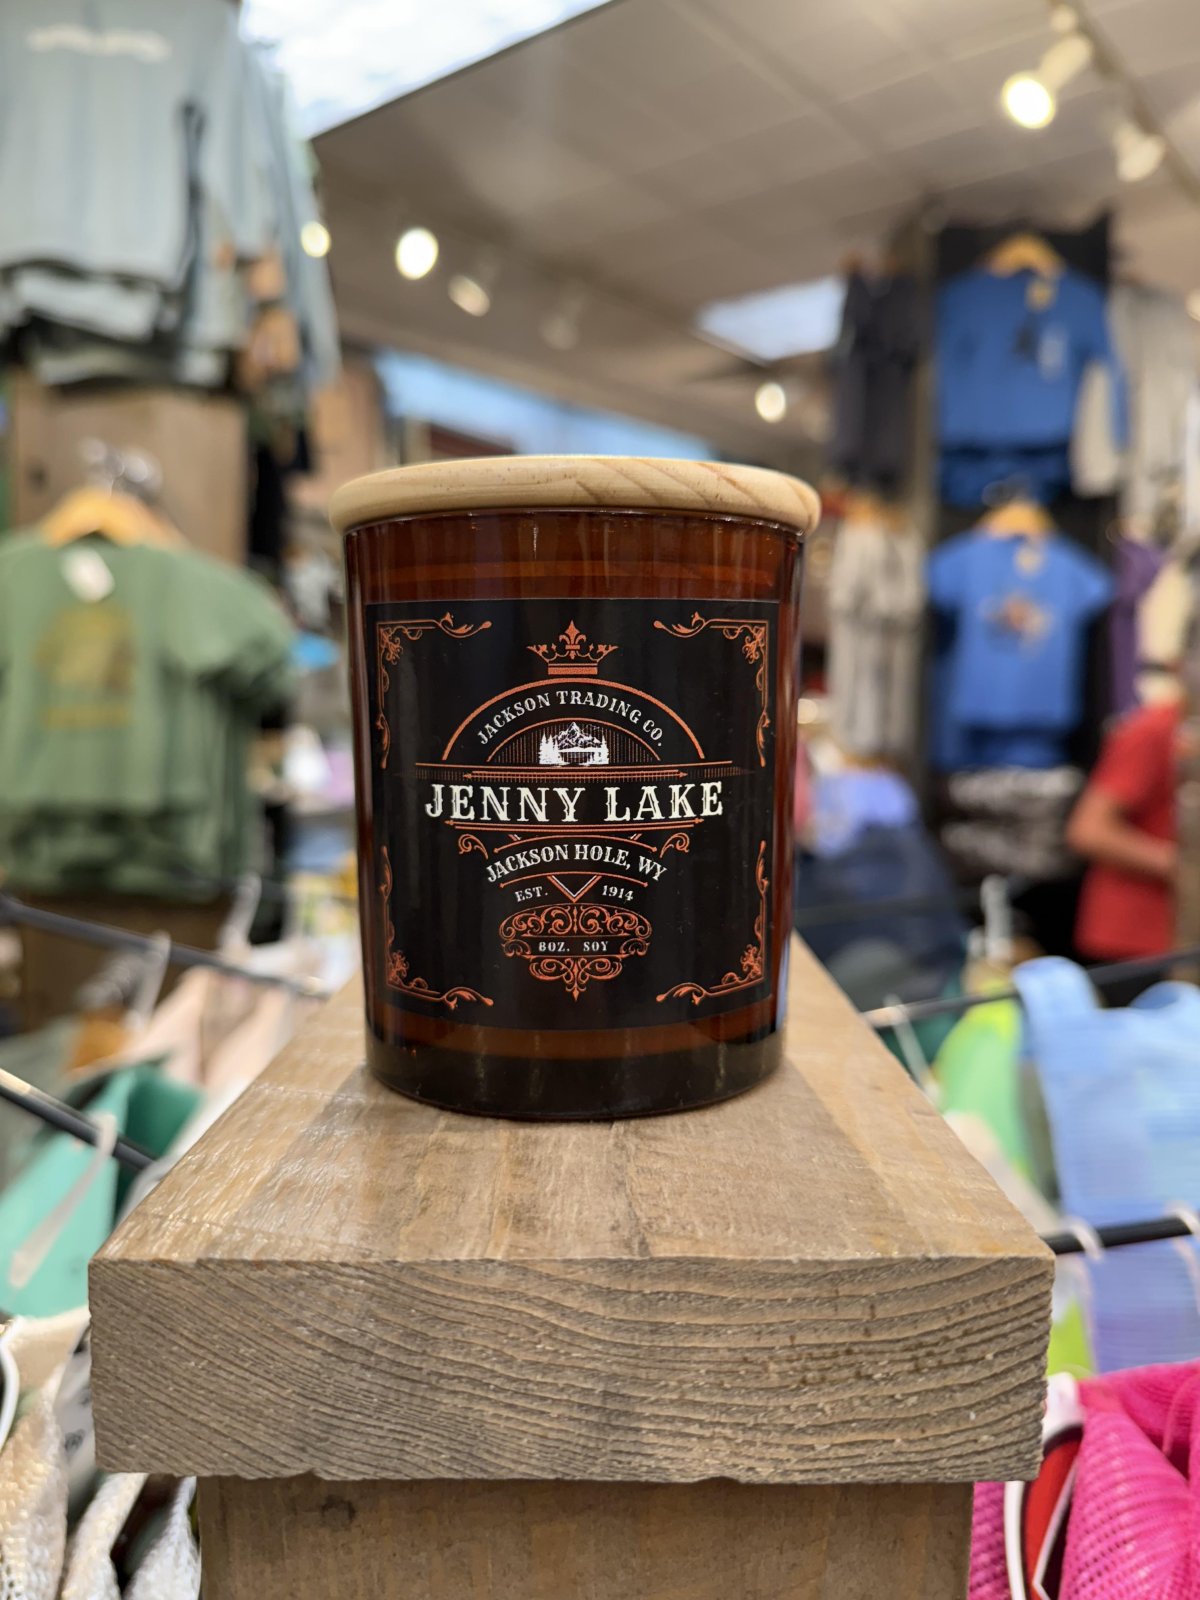 JACKSON TRADING CO.
JENNY LAKE
JACKSON HOLE, WY
EST. 1914
8OZ. SOY